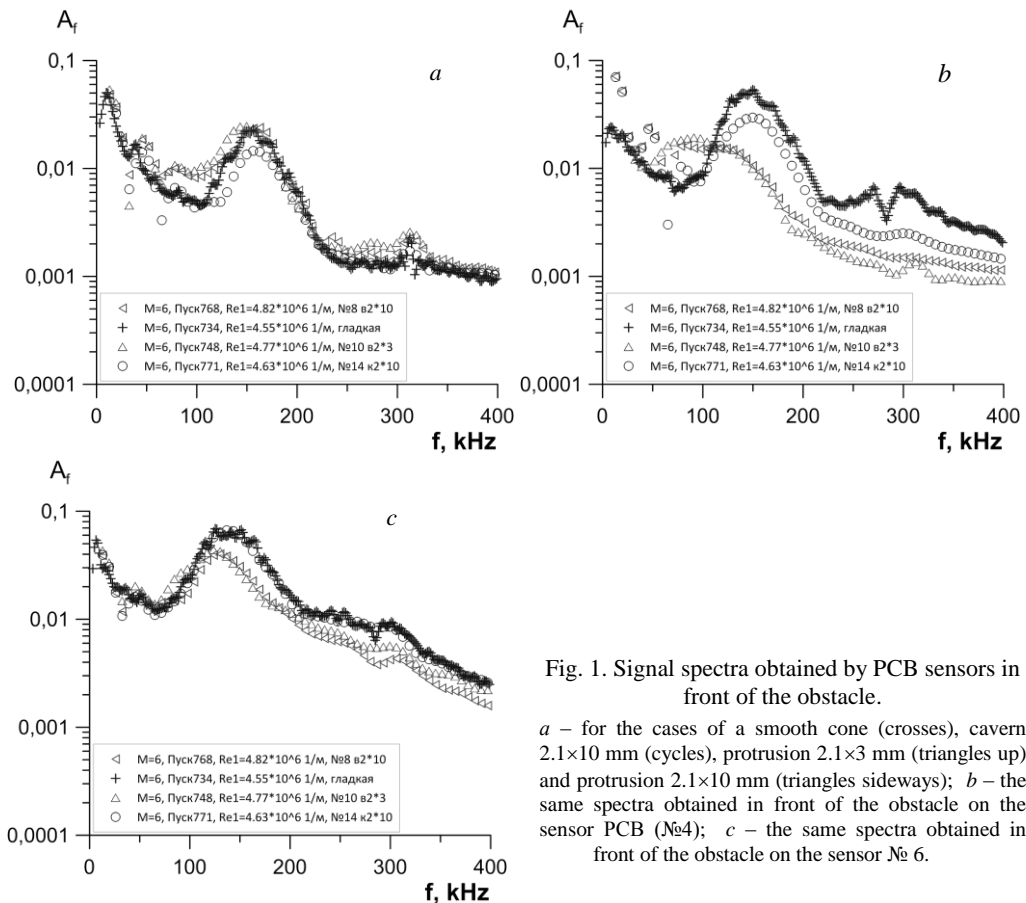 A_f
0,1
0,01
0,001
0,0001
0 100 200 300 400
f, kHz
a
M=6, Пуск768, Re1=4.82*10^6 1/м, №8 в2*10
M=6, Пуск734, Re1=4.55*10^6 1/м, гладкая
M=6, Пуск748, Re1=4.77*10^6 1/м, №10 в2*3
M=6, Пуск771, Re1=4.63*10^6 1/м, №14 к2*10
A_f
0,1
0,01
0,001
0,0001
0 100 200 300 400
f, kHz
b
M=6, Пуск768, Re1=4.82*10^6 1/м, №8 в2*10
M=6, Пуск734, Re1=4.55*10^6 1/м, гладкая
M=6, Пуск748, Re1=4.77*10^6 1/м, №10 в2*3
M=6, Пуск771, Re1=4.63*10^6 1/м, №14 к2*10
A_f
0,1
0,01
0,001
0,0001
0 100 200 300 400
f, kHz
c
M=6, Пуск768, Re1=4.82*10^6 1/м, №8 в2*10
M=6, Пуск734, Re1=4.55*10^6 1/м, гладкая
M=6, Пуск748, Re1=4.77*10^6 1/м, №10 в2*3
M=6, Пуск771, Re1=4.63*10^6 1/м, №14 к2*10
Fig. 1. Signal spectra obtained by PCB sensors in
front of the obstacle.
a – for the cases of a smooth cone (crosses), cavern
2.1×10 mm (cycles), protrusion 2.1×3 mm (triangles up)
and protrusion 2.1×10 mm (triangles sideways); b – the
same spectra obtained in front of the obstacle on the
sensor PCB (№4); c – the same spectra obtained in
front of the obstacle on the sensor № 6.